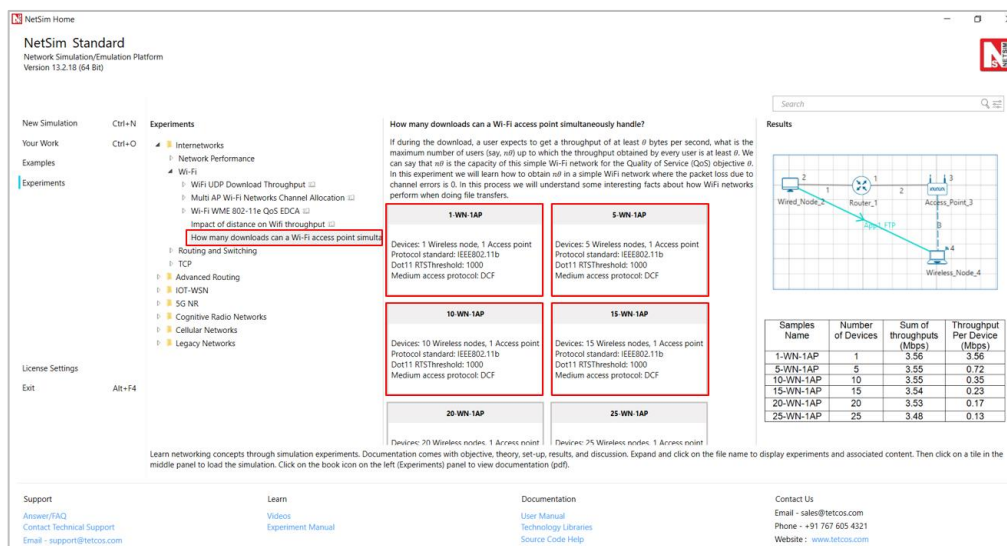 NetSim Home
NetSim Standard
Network Simulation/Emulation Platform
Version 13.2.18 (64 Bit)
NETSIM
Search
New Simulation Ctrl+N
Your Work Ctrl+O
Examples
Experiments
License Settings
Exit Alt+F4
Experiments
Internetworks
Network Performance
Wi-Fi
WiFi UDP Download Throughput
Multi AP Wi-Fi Networks Channel Allocation
Wi-Fi WME 802-11e QoS EDCA
Impact of distance on Wifi throughput
How many downloads can a Wi-Fi access point simulta
Routing and Switching
TCP
Advanced Routing
IOT-WSN
5G NR
Cognitive Radio Networks
Cellular Networks
Legacy Networks
How many downloads can a Wi-Fi access point simultaneously handle?
If during the download, a user expects to get a throughput of at least θ bytes per second, what is the
maximum number of users (say, nθ) up to which the throughput obtained by every user is at least θ. We
can say that nθ is the capacity of this simple Wi-Fi network for the Quality of Service (QoS) objective θ.
In this experiment we will learn how to obtain nθ in a simple WiFi network where the packet loss due to
channel errors is 0. In this process we will understand some interesting facts about how WiFi networks
perform when doing file transfers.
1-WN-1AP
Devices: 1 Wireless node, 1 Access point
Protocol standard: IEEE802.11b
Dot11 RTSThreshold: 1000
Medium access protocol: DCF
5-WN-1AP
Devices: 5 Wireless node, 1 Access point
Protocol standard: IEEE802.11b
Dot11 RTSThreshold: 1000
Medium access protocol: DCF
10-WN-1AP
Devices: 10 Wireless node, 1 Access point
Protocol standard: IEEE802.11b
Dot11 RTSThreshold: 1000
Medium access protocol: DCF
15-WN-1AP
Devices: 15 Wireless node, 1 Access point
Protocol standard: IEEE802.11b
Dot11 RTSThreshold: 1000
Medium access protocol: DCF
20-WN-1AP
Devices: 20 Wireless nodes, 1 Access point
25-WN-1AP
Devices: 25 Wireless nodes, 1 Access point
Results
2
1
1
2
1
3
Wired_Node_2
Router_1
Access_Point_3
App1_FTP
3
4
Wireless_Node_4
Samples Name Number of Devices Sum of throughputs (Mbps) Throughput Per Device (Mbps)
1-WN-1AP 1 3.56 3.56
5-WN-1AP 5 3.55 0.72
10-WN-1AP 10 3.55 0.35
15-WN-1AP 15 3.54 0.23
20-WN-1AP 20 3.53 0.17
25-WN-1AP 25 3.48 0.13
Learn networking concepts through simulation experiments. Documentation comes with objective, theory, set-up, results, and discussion. Expand and click on the file name to display experiments and associated content. Then click on a tile in the
middle panel to load the simulation. Click on the book icon on the left (Experiments) panel to view documentation (pdf).
Support
Answer/FAQ
Contact Technical Support
Email - support@tetcos.com
Learn
Videos
Experiment Manual
Documentation
User Manual
Technology Libraries
Source Code Help
Contact Us
Email - sales@tetcos.com
Phone - +91 767 605 4321
Website : www.tetcos.com